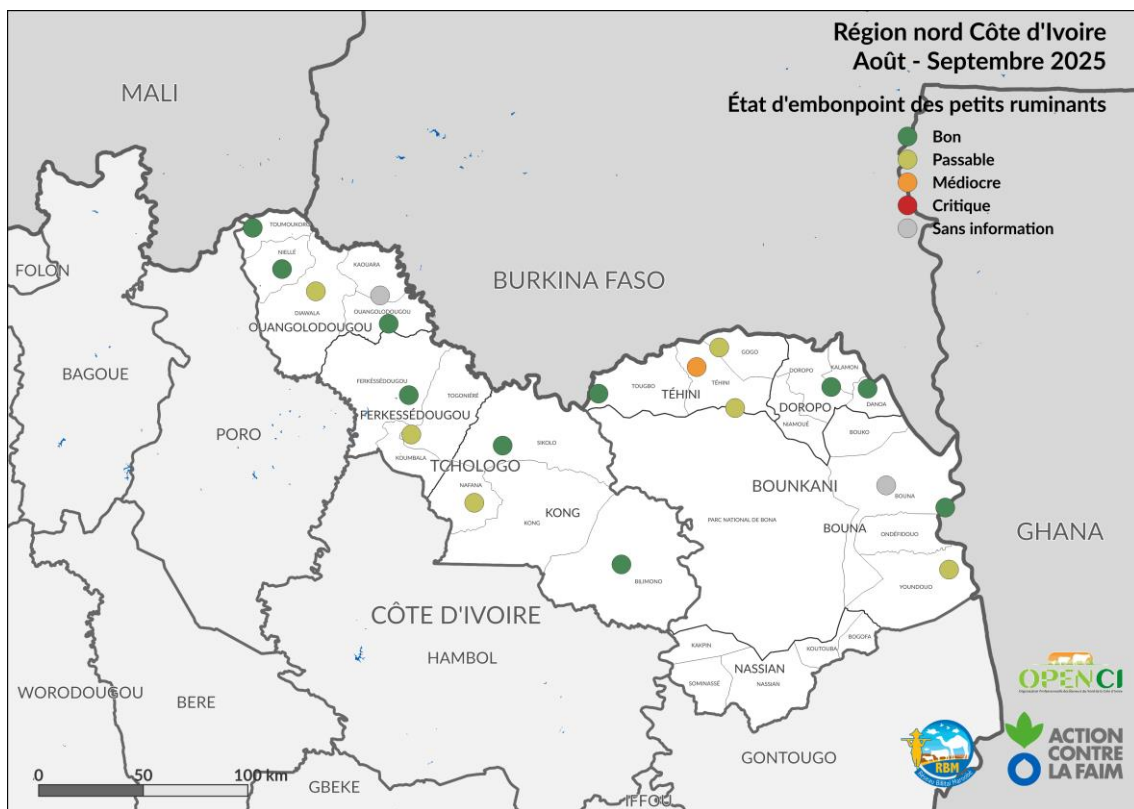 Région nord Côte d'Ivoire
Août - Septembre 2025
État d'embonpoint des petits ruminants
Bon
Passable
Médiocre
Critique
Sans information
MALI
BURKINA FASO
GHANA
CÔTE D'IVOIRE
FOLON
BAGOUE
PORO
WORODOUGOU
BERE
HAMBOL
GBEKE
IFFOU
GONTOUGO
TOUMOUKORO
NIELLÉ
KAOUARA
DIAWALA
OUANGOLODOUGOU
OUANGOLODOUGOU
FERKÉSSÉDOUGOU
TOGONIÉRÉ
FERKESSÉDOUGOU
KOUMBALA
TCHOLOGO
SIKOLO
NAFANA
KONG
KONG
BILIMONO
TOUGBO
TÉHINI
TÉHINI
GOGO
DOROPO
KALAMON
DOROPO
DANOA
NIAMOUÉ
BOUKO
BOUNKANI
BOUNA
BOUNA
PARC NATIONAL DE BONA
ONDÉFIDOUO
YOUNDOUO
KAKPIN
KOUTOUBA
BOGOFA
NASSIAN
SOMINASSÉ
NASSIAN
0 50 100 km
OPEN CI
RBM
ACTION
CONTRE
LA FAIM